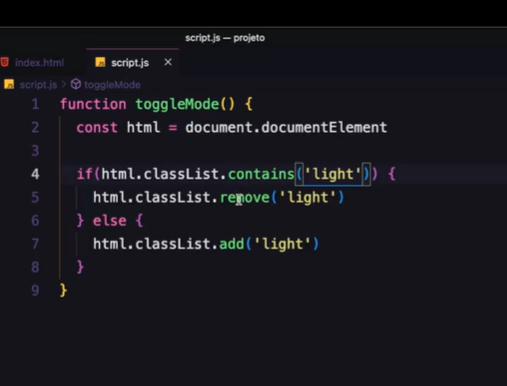 script.js — projeto
index.html script.js ×
script.js > toggleMode
1 function toggleMode() {
2 const html = document.documentElement
3
4 if(html.classList.contains('light')) {
5 html.classList.remove('light')
6 } else {
7 html.classList.add('light')
8 }
9 }